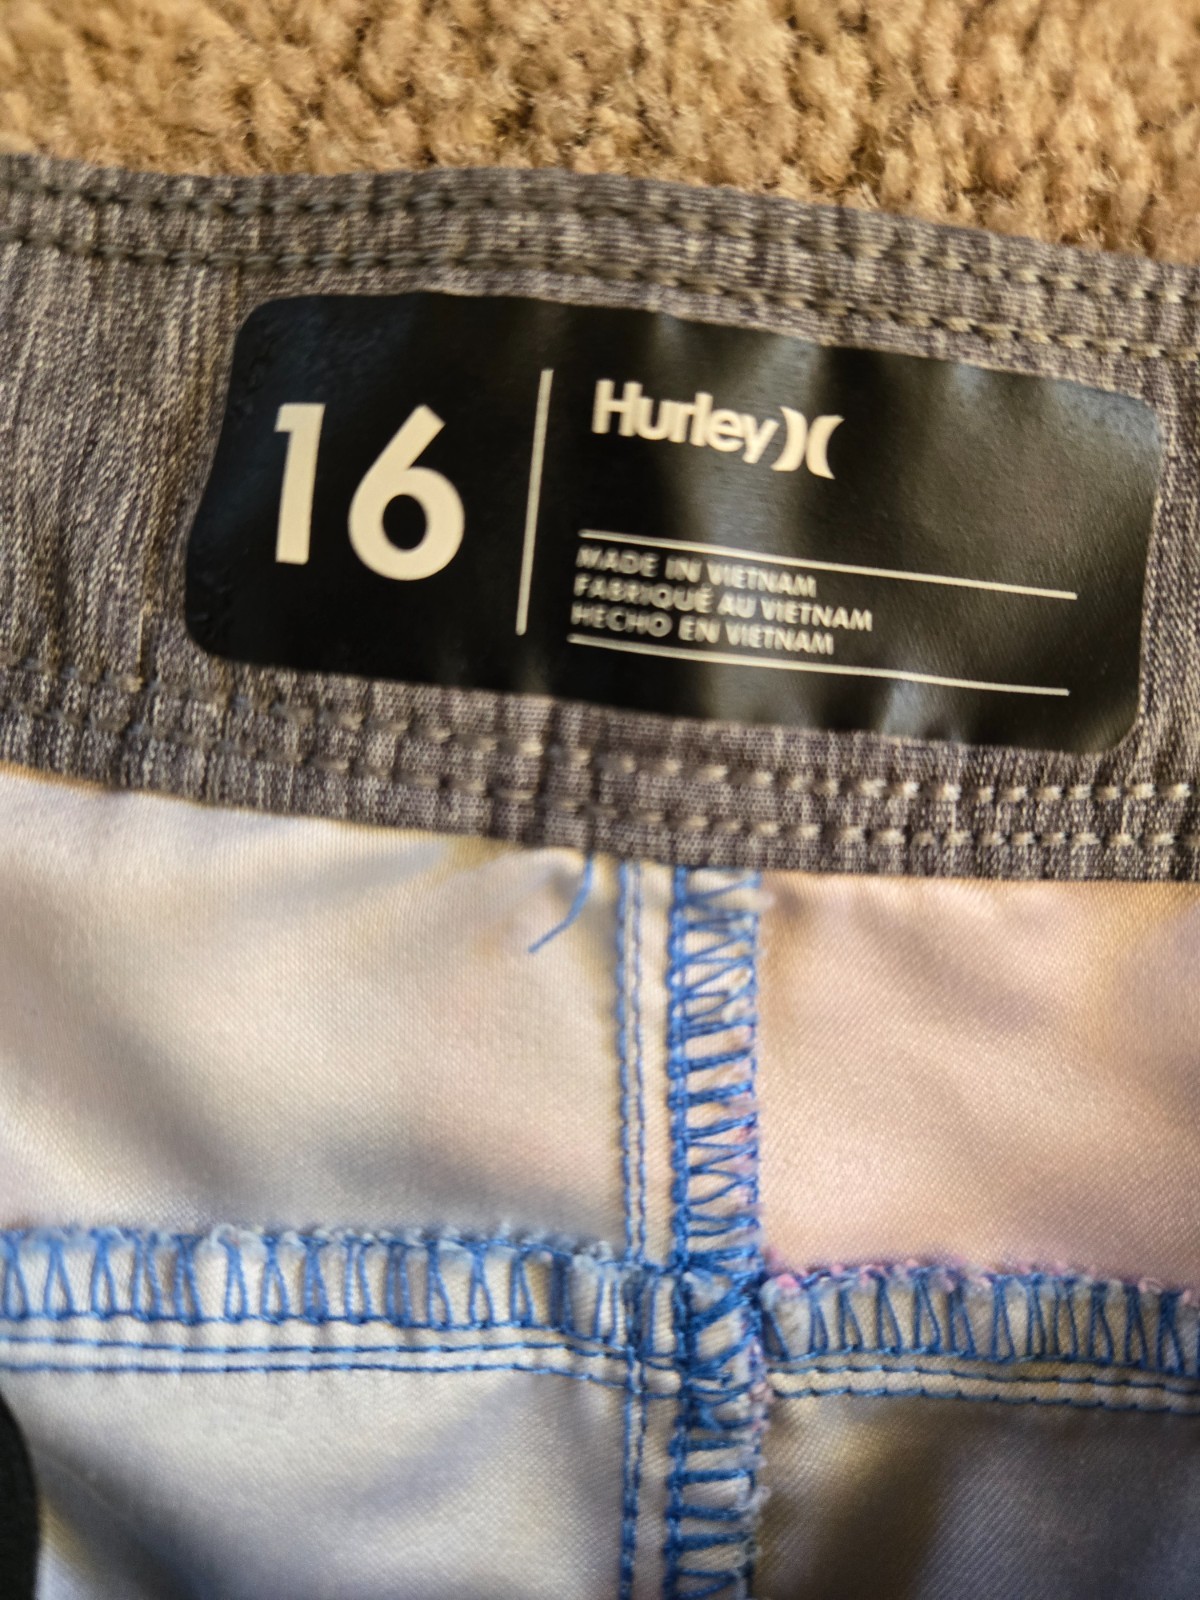 16
Hurley
MADE IN VIETNAM
FABRIQUÉ AU VIETNAM
HECHO EN VIETNAM